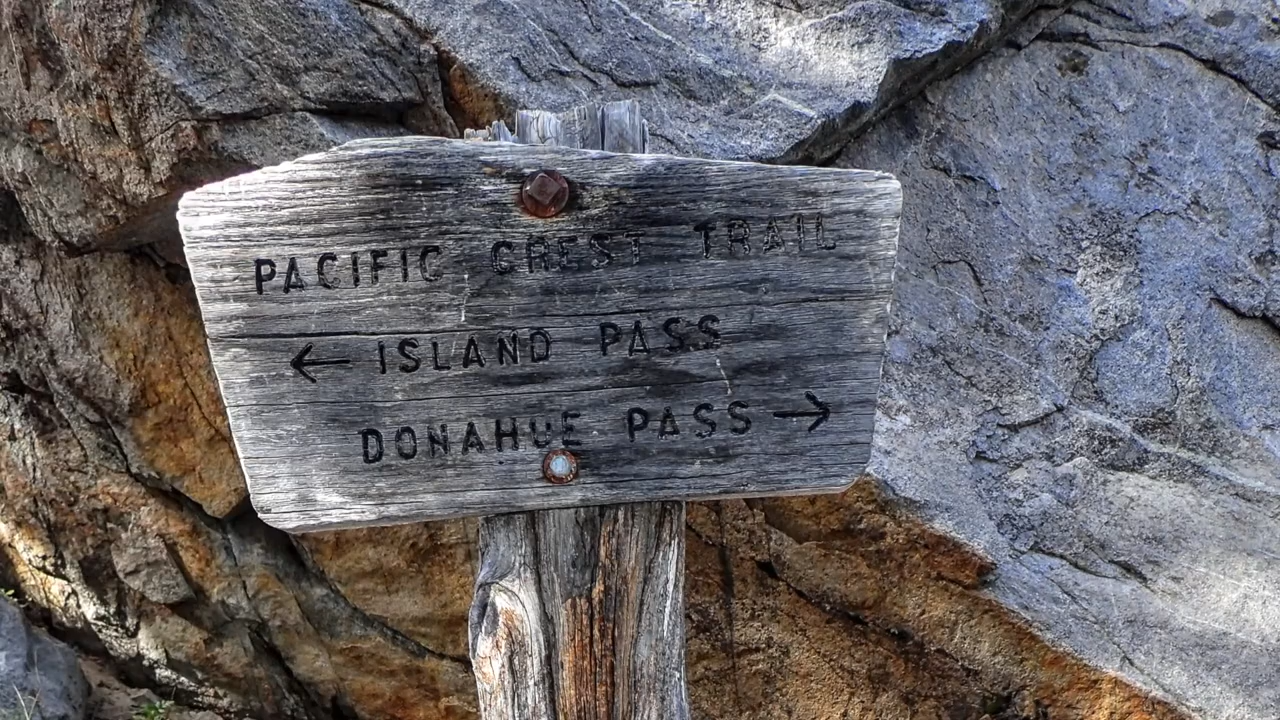 PACIFIC CREST TRAIL
← ISLAND PASS
DONAHUE PASS →